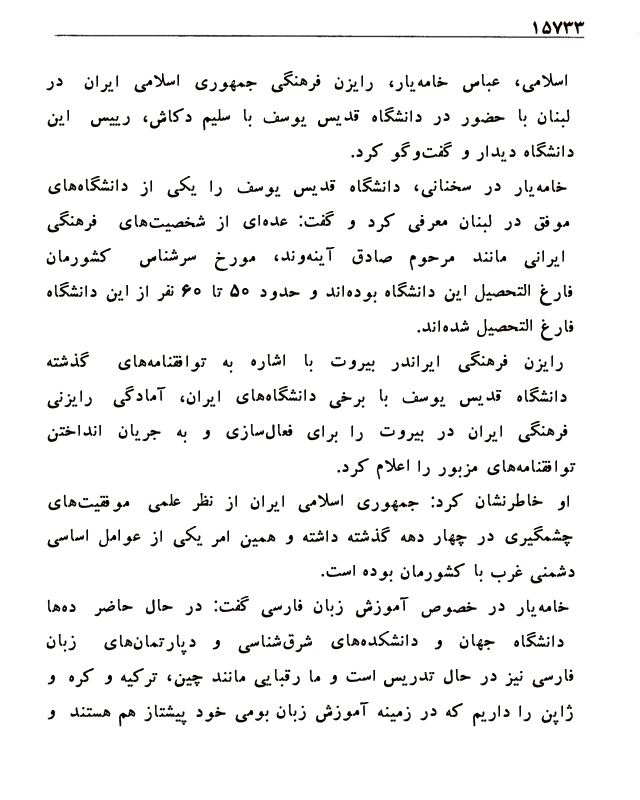 ۱۵۷۳۳
اسلامی، عباس خامه‌یار، رایزن فرهنگی جمهوری اسلامی ایران در
لبنان با حضور در دانشگاه قدیس یوسف با سلیم دکاش، رییس این
دانشگاه دیدار و گفت‌وگو کرد.
خامه‌یار در سخنانی، دانشگاه قدیس یوسف را یکی از دانشگاه‌های
موفق در لبنان معرفی کرد و گفت: عده‌ای از شخصیت‌های فرهنگی
ایرانی مانند مرحوم صادق آینه‌وند، مورخ سرشناس کشورمان
فارغ التحصیل این دانشگاه بوده‌اند و حدود ۵۰ تا ۶۰ نفر از این دانشگاه
فارغ التحصیل شده‌اند.
رایزن فرهنگی ایراندر بیروت با اشاره به توافقنامه‌های گذشته
دانشگاه قدیس یوسف با برخی دانشگاه‌های ایران، آمادگی رایزنی
فرهنگی ایران در بیروت را برای فعال‌سازی و به جریان انداختن
توافقنامه‌های مزبور را اعلام کرد.
او خاطرنشان کرد: جمهوری اسلامی ایران از نظر علمی موفقیت‌های
چشمگیری در چهار دهه گذشته داشته و همین امر یکی از عوامل اساسی
دشمنی غرب با کشورمان بوده است.
خامه‌یار در خصوص آموزش زبان فارسی گفت: در حال حاضر ده‌ها
دانشگاه جهان و دانشکده‌های شرق‌شناسی و دپارتمان‌های زبان
فارسی نیز در حال تدریس است و ما رقبایی مانند چین، ترکیه و کره و
ژاپن را داریم که در زمینه آموزش زبان بومی خود پیشتاز هم هستند و